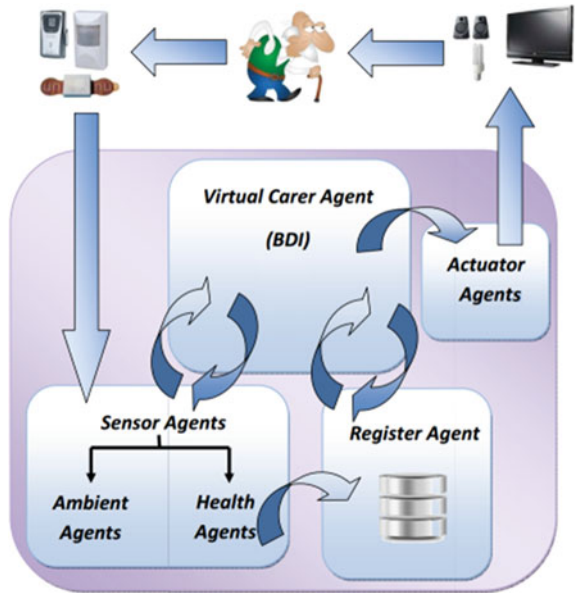 Virtual Carer Agent
(BDI)
Actuator
Agents
Sensor Agents
Register Agent
Ambient
Agents
Health
Agents